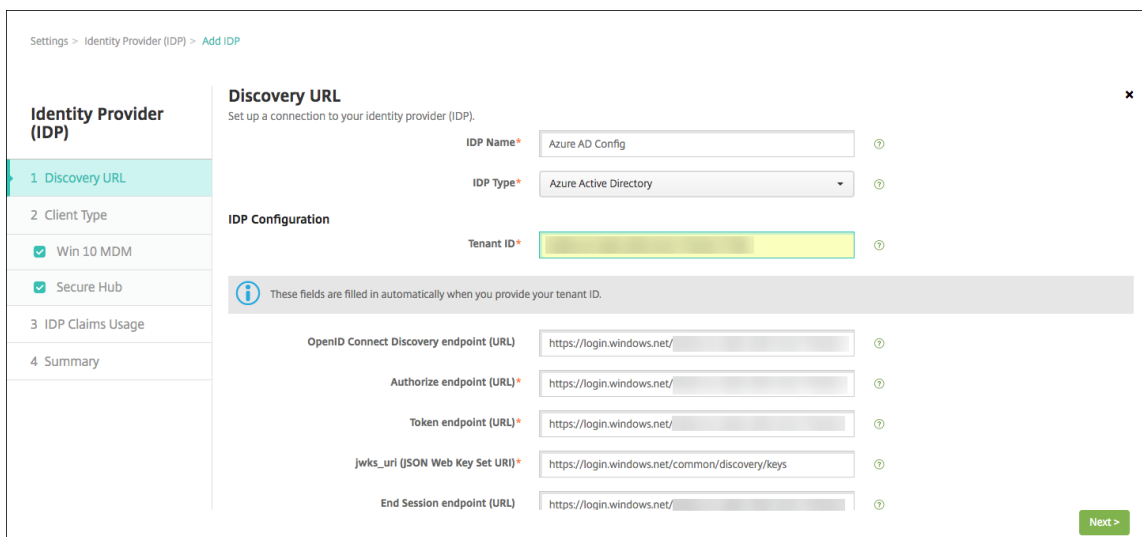 Settings > Identity Provider (IDP) > Add IDP
Identity Provider
(IDP)
1 Discovery URL
2 Client Type
Win 10 MDM
Secure Hub
3 IDP Claims Usage
4 Summary
Discovery URL
Set up a connection to your identity provider (IDP).
IDP Name* Azure AD Config
IDP Type* Azure Active Directory
IDP Configuration
Tenant ID*
These fields are filled in automatically when you provide your tenant ID.
OpenID Connect Discovery endpoint (URL) https://login.windows.net/
Authorize endpoint (URL)* https://login.windows.net/
Token endpoint (URL)* https://login.windows.net/
jwks_uri (JSON Web Key Set URI)* https://login.windows.net/common/discovery/keys
End Session endpoint (URL) https://login.windows.net/
Next >